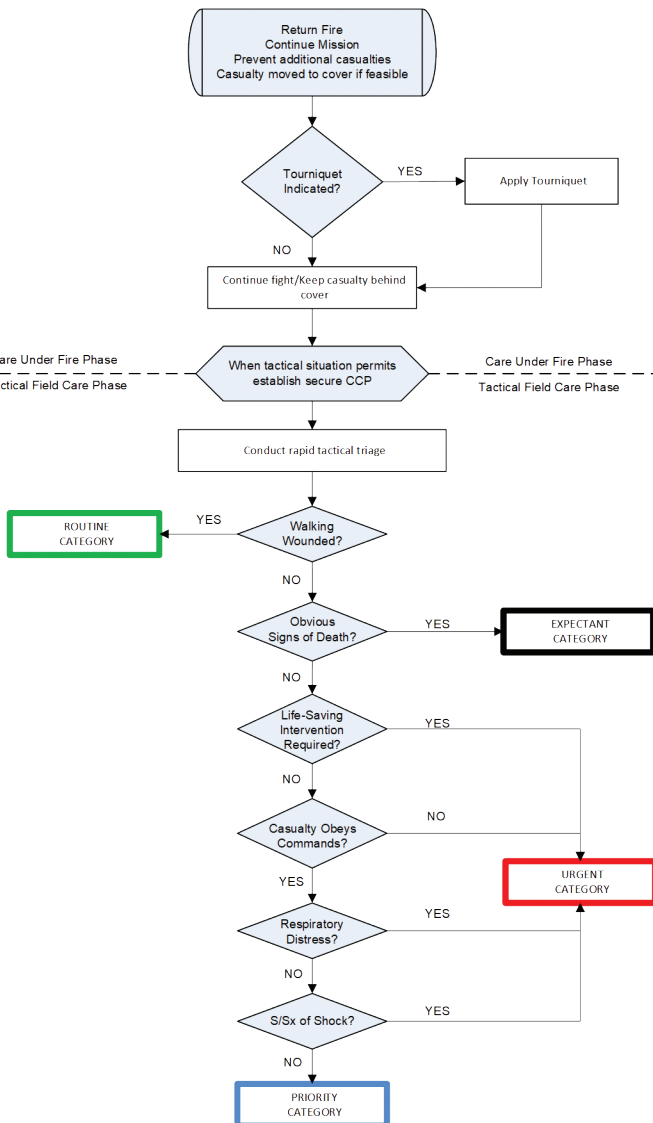 Return Fire
Continue Mission
Prevent additional casualties
Casualty moved to cover if feasible
Tourniquet
Indicated?
YES
Apply Tourniquet
NO
Continue fight/Keep casualty behind
cover
are Under Fire Phase
When tactical situation permits
establish secure CCP
Care Under Fire Phase
ctical Field Care Phase
Tactical Field Care Phase
Conduct rapid tactical triage
Walking
Wounded?
YES
ROUTINE
CATEGORY
NO
Obvious
Signs of Death?
YES
EXPECTANT
CATEGORY
NO
Life-Saving
Intervention
Required?
YES
NO
Casualty Obeys
Commands?
NO
URGENT
CATEGORY
YES
Respiratory
Distress?
YES
NO
S/Sx of Shock?
YES
NO
PRIORITY
CATEGORY